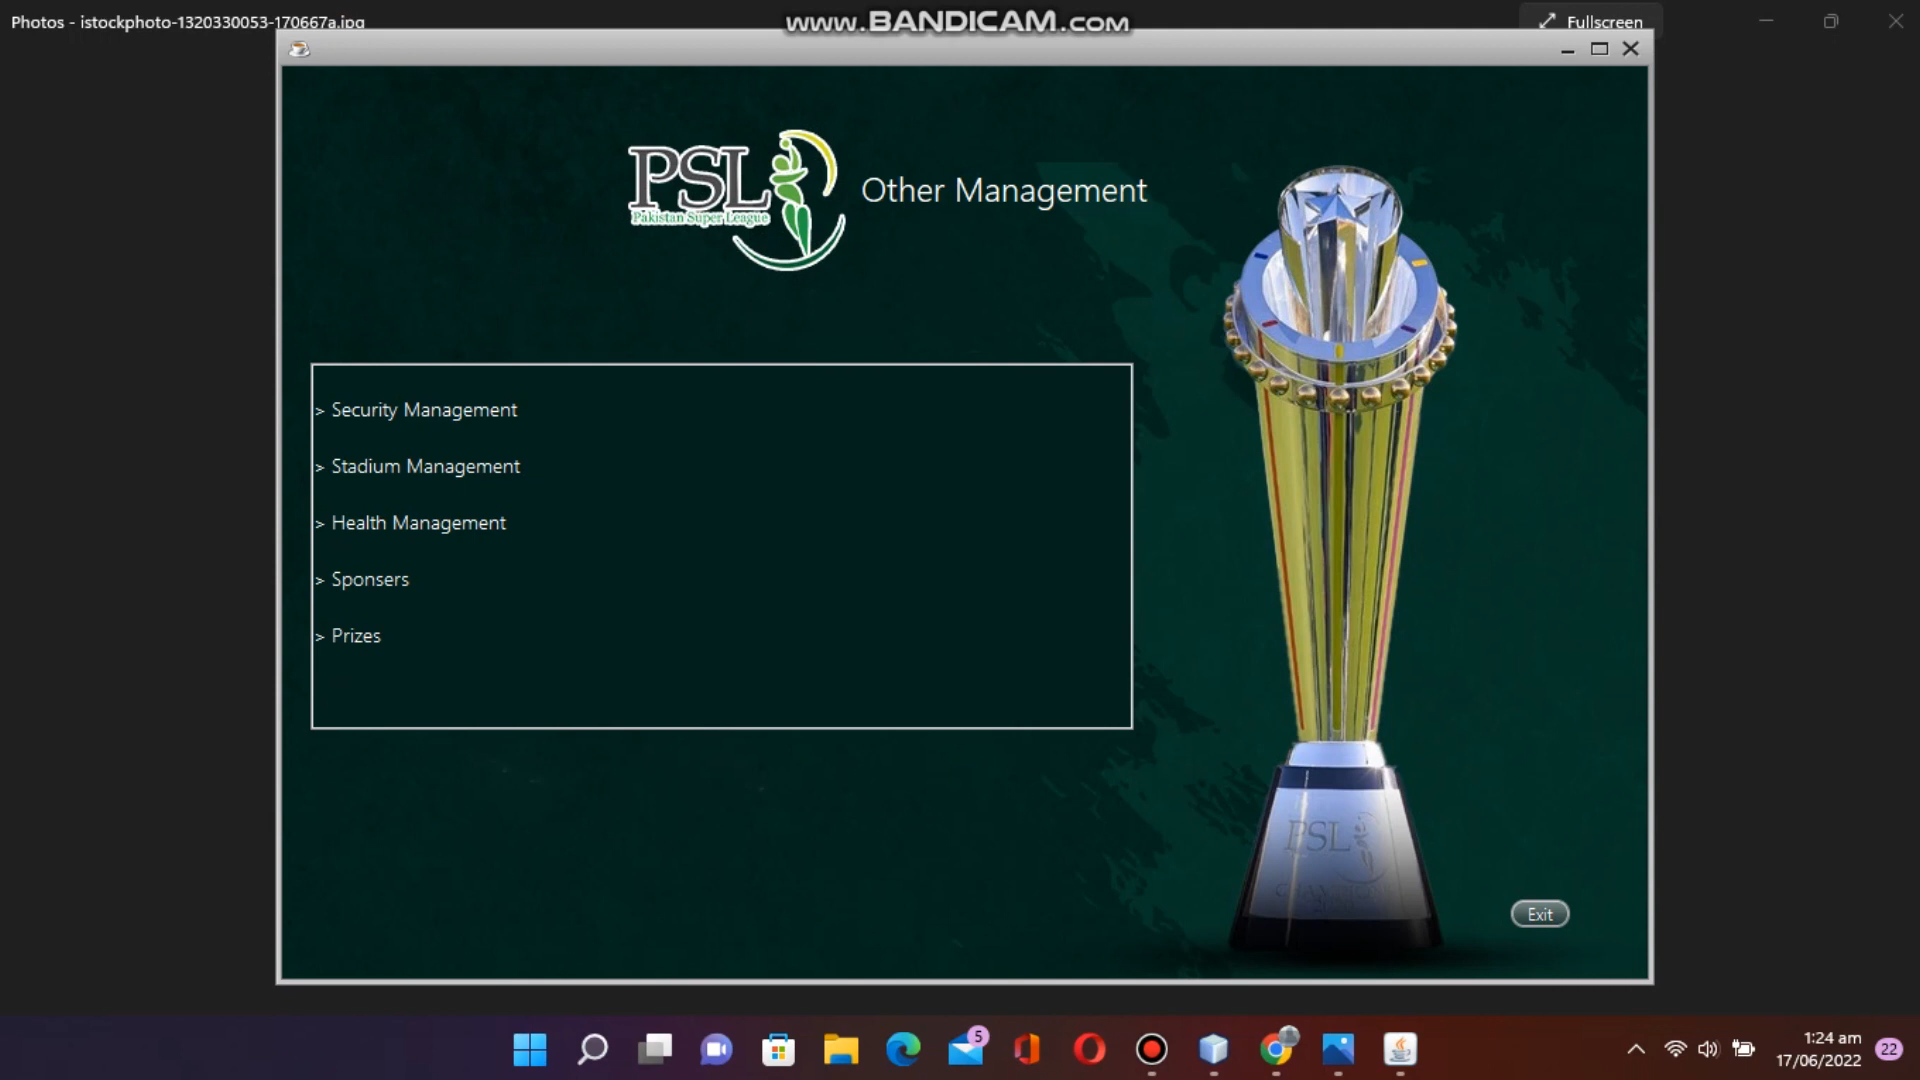 Photos - istockphoto-1320330053-170667a.jpg
www.BANDICAM.com
Fullscreen
PSL
Pakistan Super League
Other Management
> Security Management
> Stadium Management
> Health Management
> Sponsers
> Prizes
PSL
Exit
5
1:24 am
17/06/2022
22